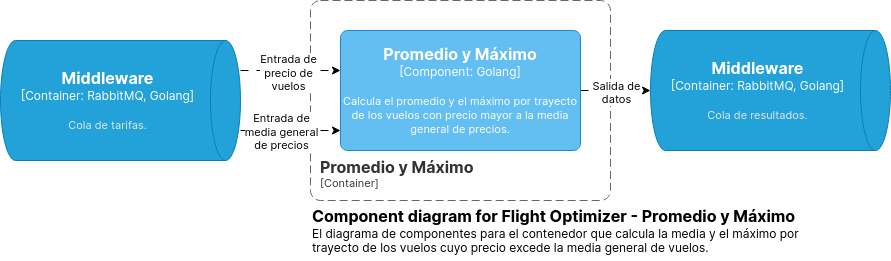 Middleware
[Container: RabbitMQ, Golang]
Cola de tarifas.
Entrada de
precio de
vuelos
Entrada de
media general
de precios
Promedio y Máximo
[Component: Golang]
Calcula el promedio y el máximo por trayecto
de los vuelos con precio mayor a la media
general de precios.
Promedio y Máximo
[Container]
Salida de
datos
Middleware
[Container: RabbitMQ, Golang]
Cola de resultados.
Component diagram for Flight Optimizer - Promedio y Máximo
El diagrama de componentes para el contenedor que calcula la media y el máximo por
trayecto de los vuelos cuyo precio excede la media general de vuelos.